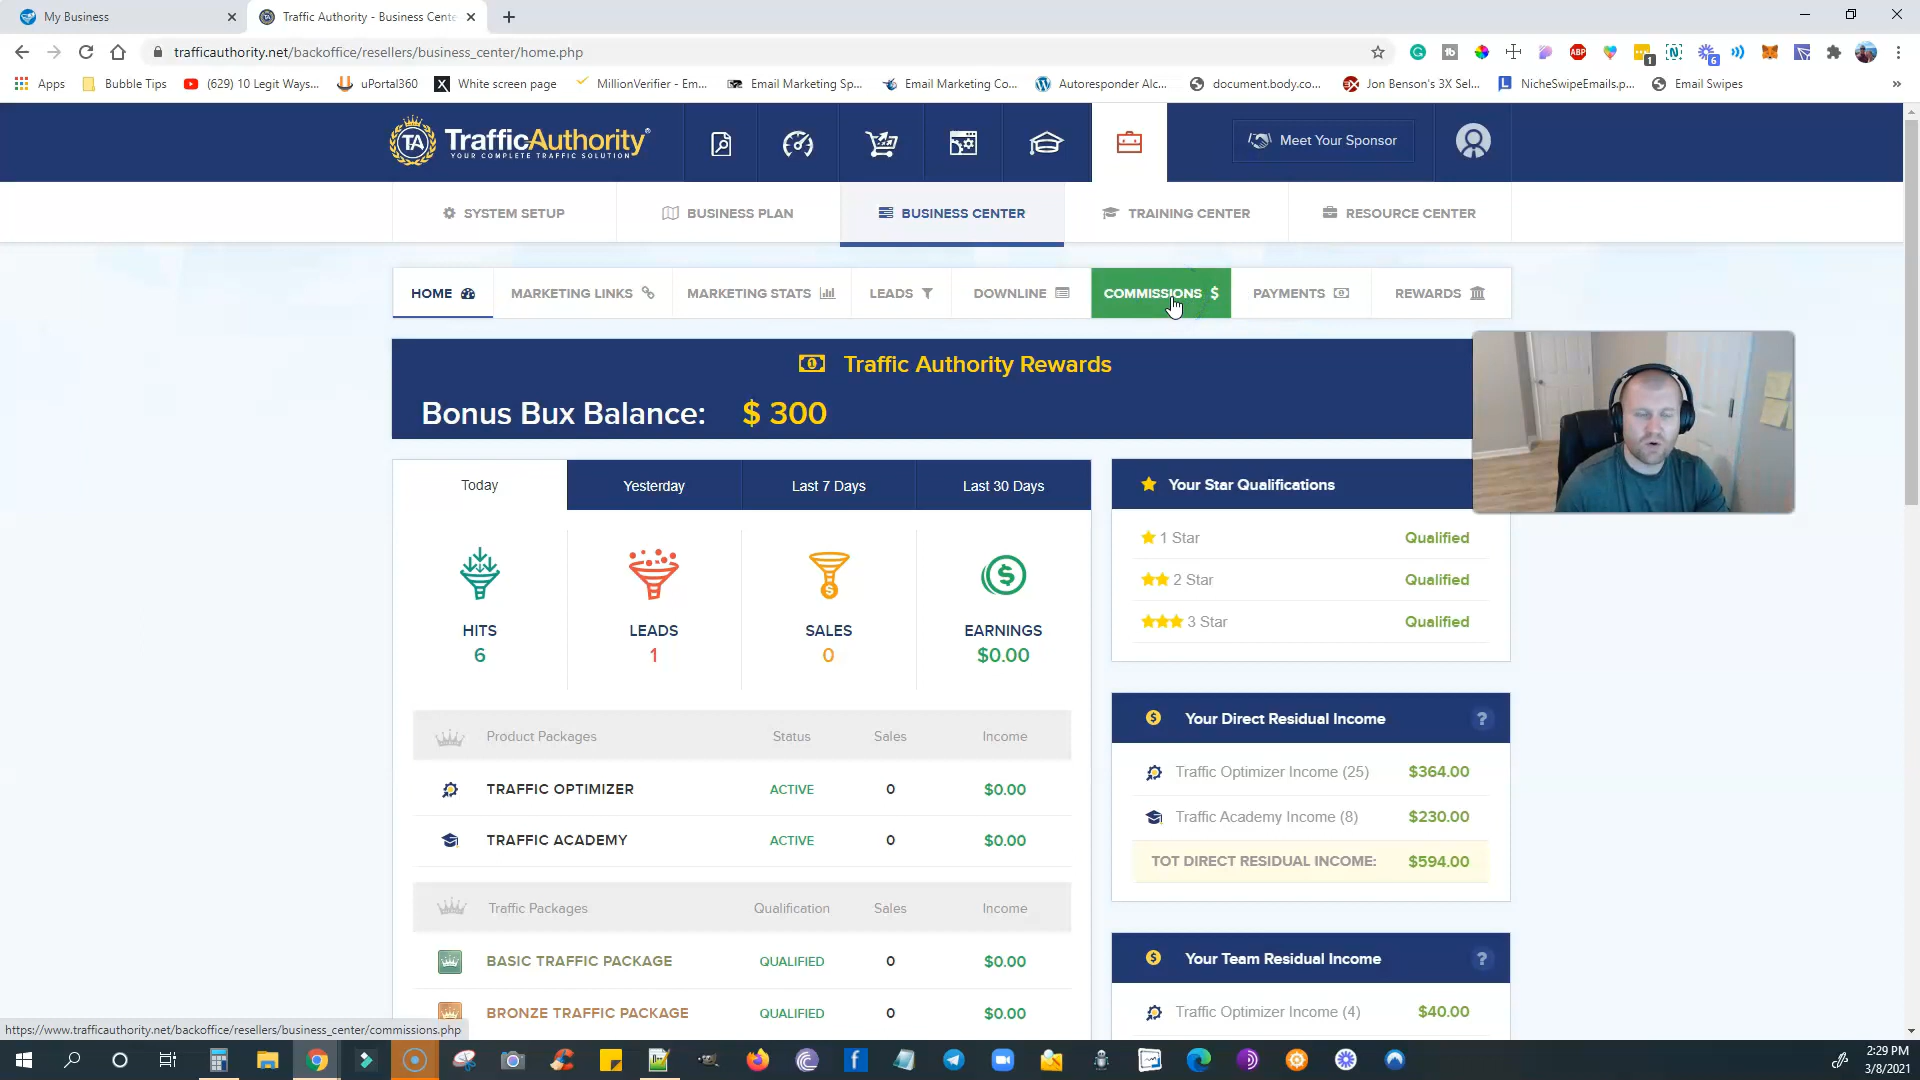 My Business
Traffic Authority - Business Cente
trafficauthority.net/backoffice/resellers/business_center/home.php
1
6
Apps
Bubble Tips
(629) 10 Legit Ways...
uPortal360
White screen page
MillionVerifier - Em...
Email Marketing Sp...
Email Marketing Co...
Autoresponder Alc...
document.body.co...
Jon Benson's 3X Sel...
NicheSwipeEmails.p...
Email Swipes
TA
TrafficAuthority
YOUR COMPLETE TRAFFIC SOLUTION
Meet Your Sponsor
SYSTEM SETUP
BUSINESS PLAN
BUSINESS CENTER
TRAINING CENTER
RESOURCE CENTER
HOME
MARKETING LINKS
MARKETING STATS
LEADS
DOWNLINE
COMMISSIONS $
PAYMENTS
REWARDS
Traffic Authority Rewards
Bonus Bux Balance: $ 300
Today
Yesterday
Last 7 Days
Last 30 Days
HITS
6
LEADS
1
SALES
0
EARNINGS
$0.00
Product Packages Status Sales Income
TRAFFIC OPTIMIZER ACTIVE 0 $0.00
TRAFFIC ACADEMY ACTIVE 0 $0.00
Traffic Packages Qualification Sales Income
BASIC TRAFFIC PACKAGE QUALIFIED 0 $0.00
BRONZE TRAFFIC PACKAGE QUALIFIED 0 $0.00
Your Star Qualifications
1 Star Qualified
2 Star Qualified
3 Star Qualified
Your Direct Residual Income ?
Traffic Optimizer Income (25) $364.00
Traffic Academy Income (8) $230.00
TOT DIRECT RESIDUAL INCOME: $594.00
Your Team Residual Income ?
Traffic Optimizer Income (4) $40.00
https://www.trafficauthority.net/backoffice/resellers/business_center/commissions.php
2:29 PM
3/8/2021